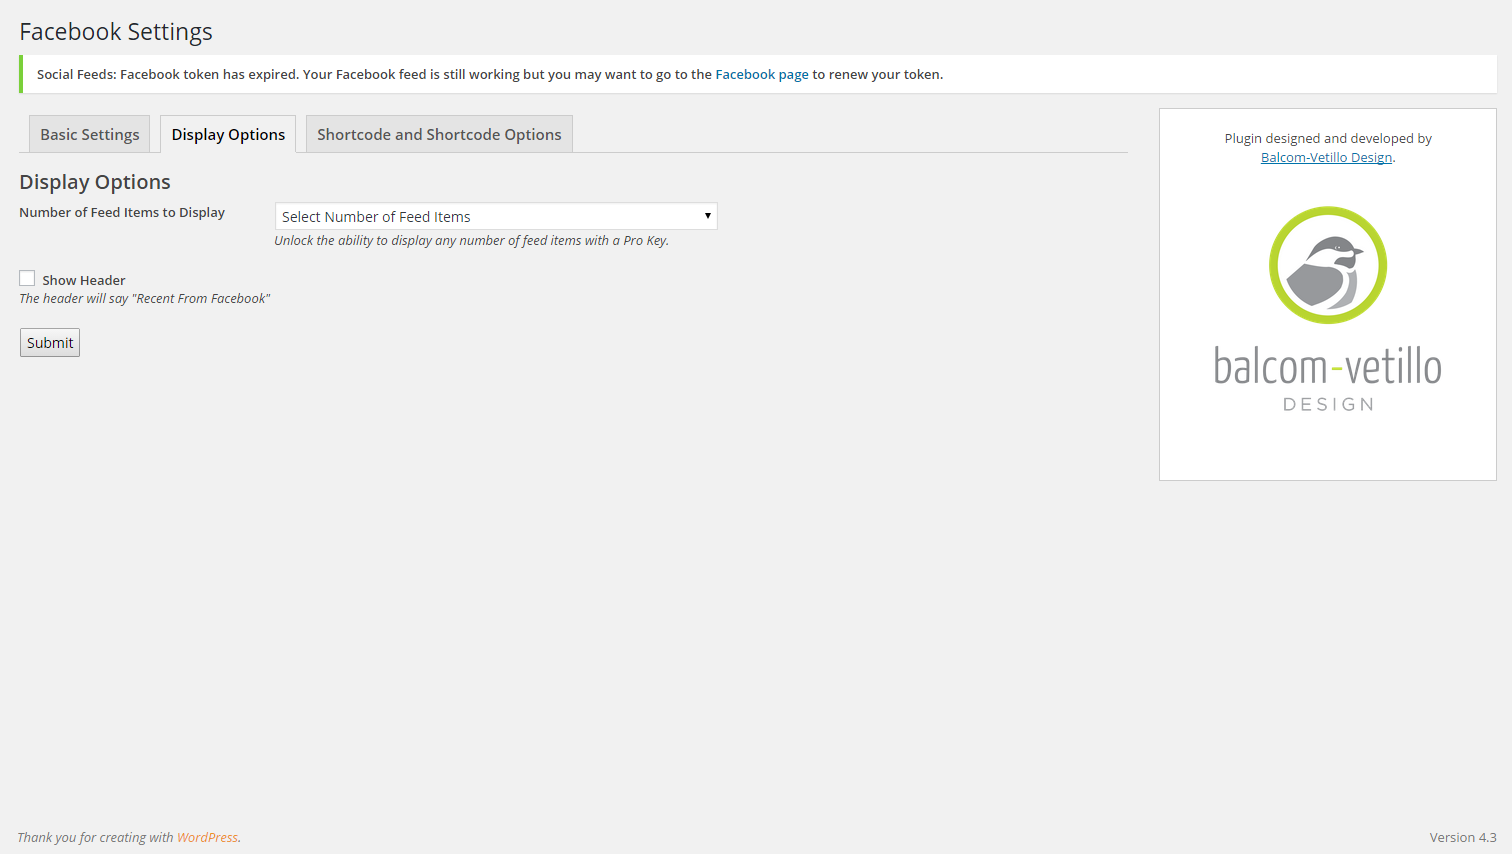 Facebook Settings
Social Feeds: Facebook token has expired. Your Facebook feed is still working but you may want to go to the Facebook page to renew your token.
Basic Settings
Display Options
Shortcode and Shortcode Options
Display Options
Number of Feed Items to Display
Select Number of Feed Items
Unlock the ability to display any number of feed items with a Pro Key.
Show Header
The header will say "Recent From Facebook"
Submit
Plugin designed and developed by
Balcom-Vetillo Design.
balcom-vetillo
DESIGN
Thank you for creating with WordPress.
Version 4.3